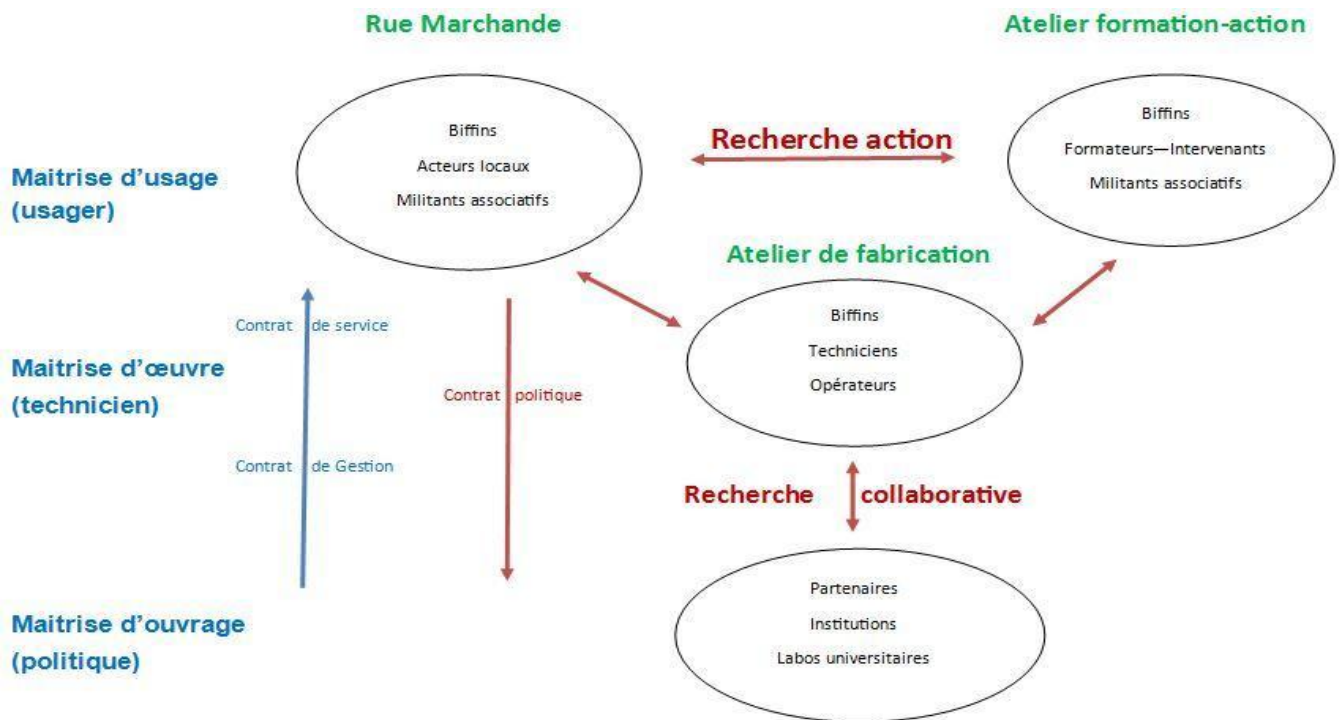 Rue Marchande
Atelier formation-action
Biffins
Acteurs locaux
Militants associatifs
Recherche action
Biffins
Formateurs—Intervenants
Militants associatifs
Maitrise d'usage
(usager)
Atelier de fabrication
Biffins
Techniciens
Opérateurs
Contrat de service
Maitrise d'œuvre
(technicien)
Contrat politique
Contrat de Gestion
Recherche collaborative
Partenaires
Institutions
Labos universitaires
Maitrise d'ouvrage
(politique)